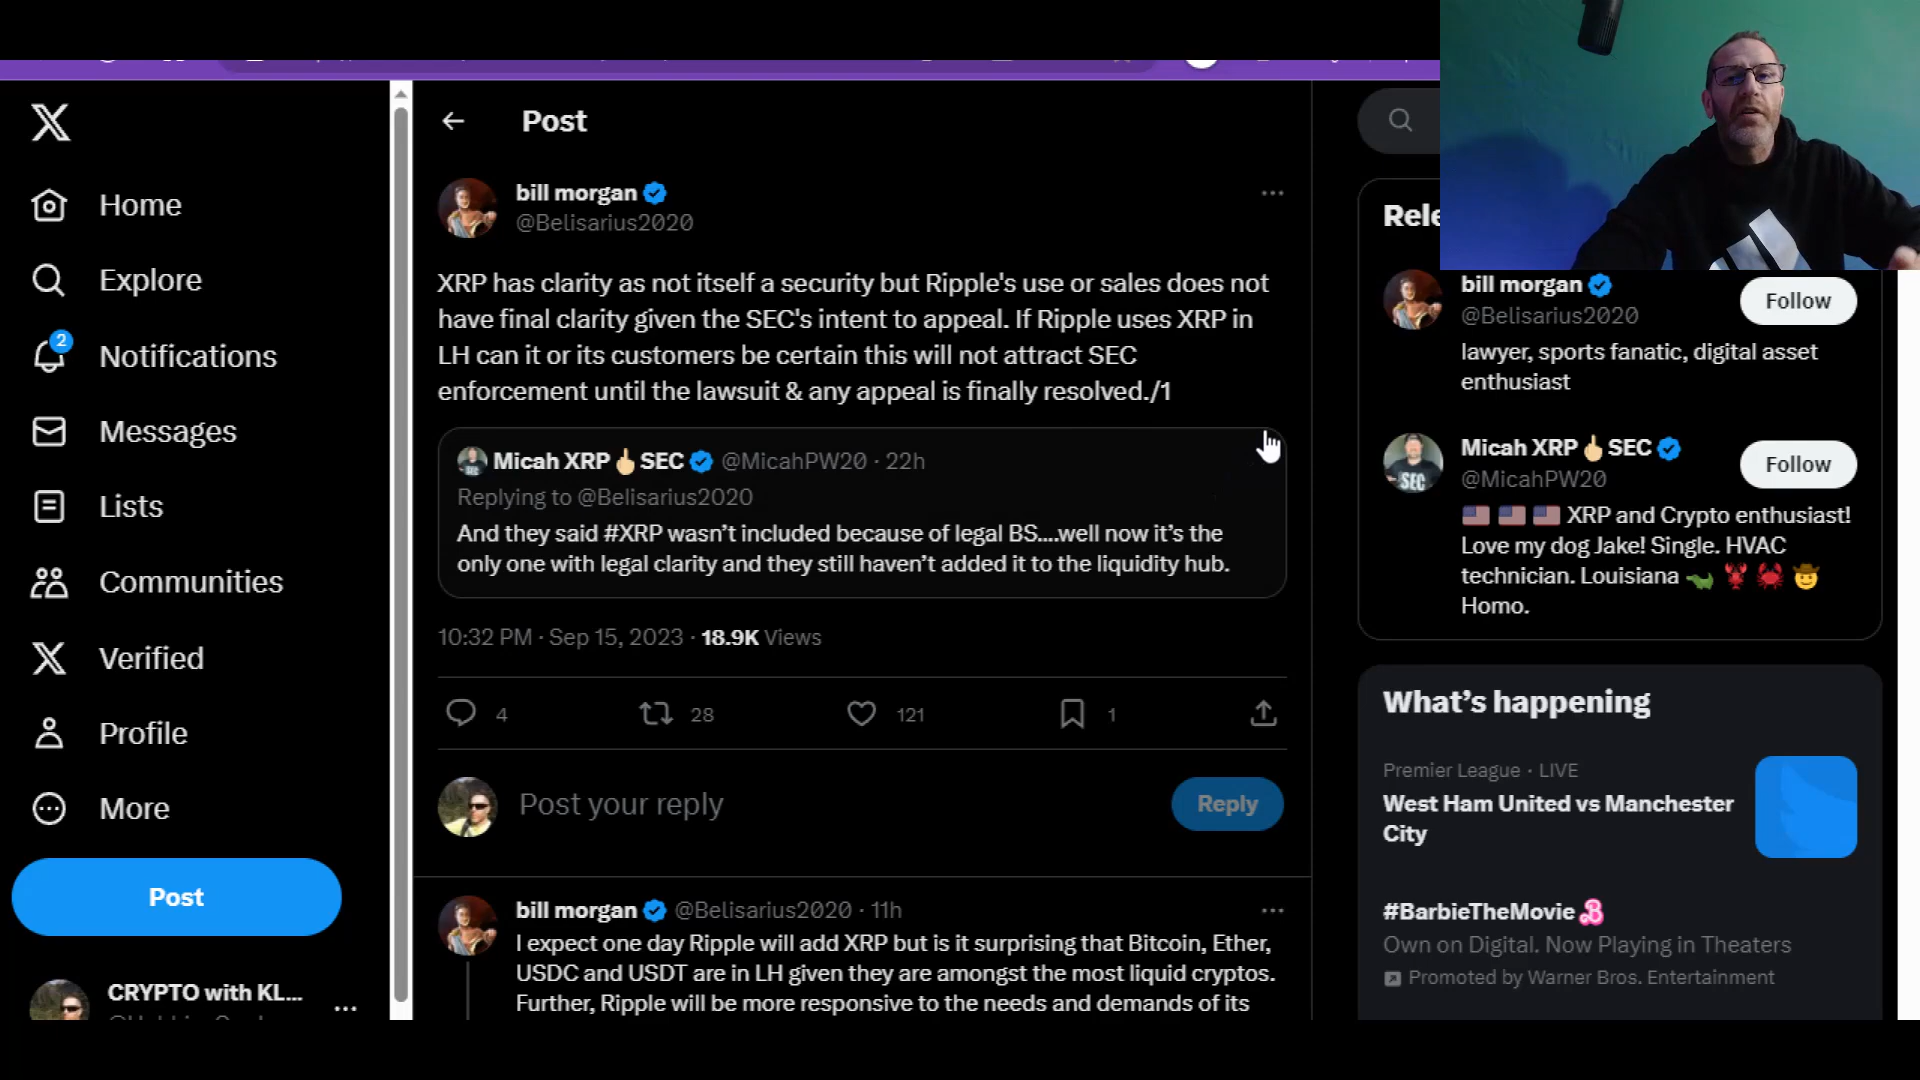 Home
Explore
2
Notifications
Messages
Lists
Communities
Verified
Profile
More
Post
CRYPTO with KL...
Post
bill morgan
@Belisarius2020
XRP has clarity as not itself a security but Ripple's use or sales does not
have final clarity given the SEC's intent to appeal. If Ripple uses XRP in
LH can it or its customers be certain this will not attract SEC
enforcement until the lawsuit & any appeal is finally resolved./1
Micah XRP🖕🏼SEC @MicahPW20 · 22h
Replying to @Belisarius2020
And they said #XRP wasn’t included because of legal BS....well now it’s the
only one with legal clarity and they still haven’t added it to the liquidity hub.
10:32 PM · Sep 15, 2023 · 18.9K Views
4
28
121
1
Post your reply
Reply
bill morgan @Belisarius2020 · 11h
I expect one day Ripple will add XRP but is it surprising that Bitcoin, Ether,
USDC and USDT are in LH given they are amongst the most liquid cryptos.
Further, Ripple will be more responsive to the needs and demands of its
Rele
bill morgan
Follow
@Belisarius2020
lawyer, sports fanatic, digital asset
enthusiast
Micah XRP🖕🏼SEC
Follow
@MicahPW20
🇺🇸 🇺🇸 🇺🇸 XRP and Crypto enthusiast!
Love my dog Jake! Single. HVAC
technician. Louisiana 🐊 🦞 🦀 🤠
Homo.
What’s happening
Premier League · LIVE
West Ham United vs Manchester
City
#BarbieTheMovie
Own on Digital. Now Playing in Theaters
Promoted by Warner Bros. Entertainment